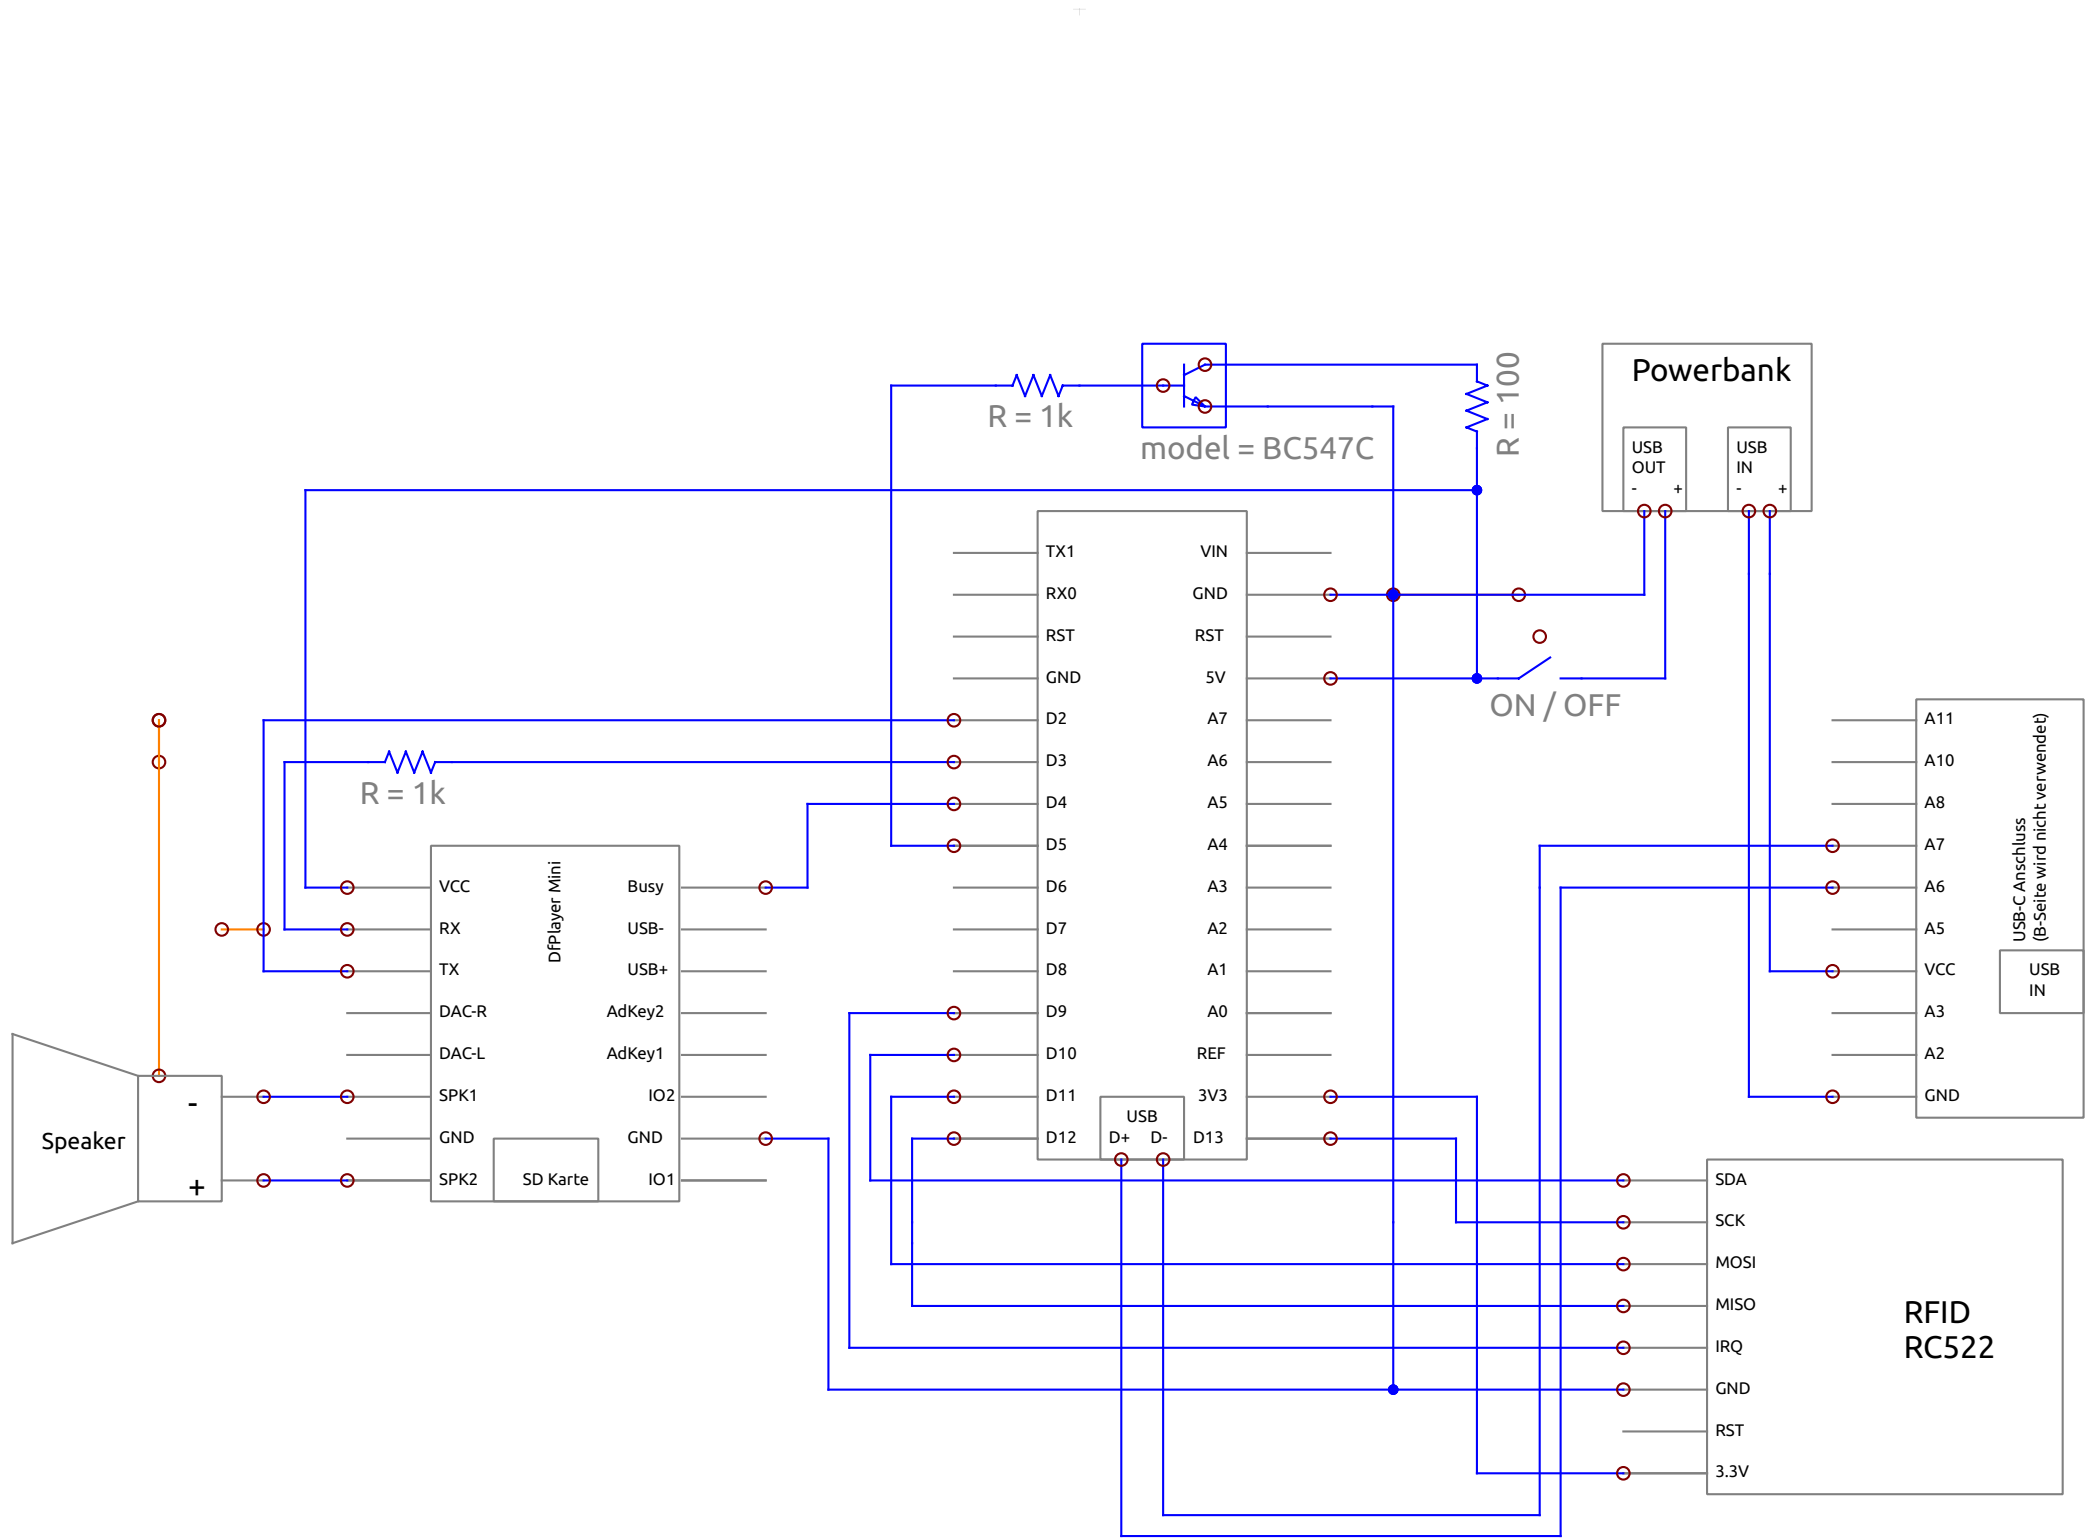 R = 1k
model = BC547C
R = 100
Powerbank
USB
OUT
- +
USB
IN
- +
TX1
RX0
RST
GND
D2
D3
D4
D5
D6
D7
D8
D9
D10
D11
D12
VIN
GND
RST
5V
A7
A6
A5
A4
A3
A2
A1
A0
REF
3V3
D13
USB
D+ D-
ON / OFF
R = 1k
DfPlayer Mini
VCC
RX
TX
DAC-R
DAC-L
SPK1
GND
SPK2
Busy
USB-
USB+
AdKey2
AdKey1
IO2
GND
IO1
SD Karte
Speaker
-
+
A11
A10
A8
A7
A6
A5
VCC
A3
A2
GND
USB-C Anschluss
(B-Seite wird nicht verwendet)
USB
IN
SDA
SCK
MOSI
MISO
IRQ
GND
RST
3.3V
RFID
RC522